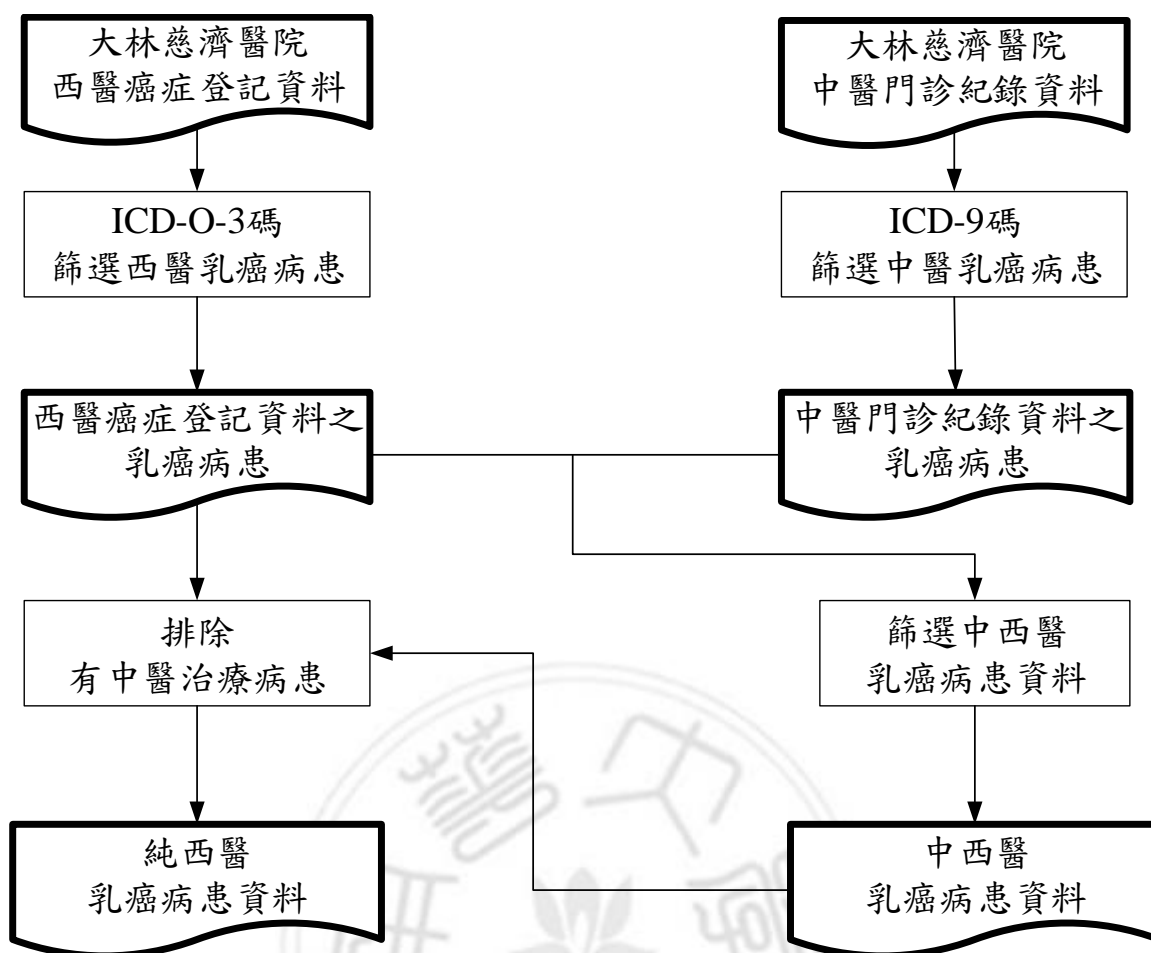 大林慈濟醫院
西醫癌症登記資料
大林慈濟醫院
中醫門診紀錄資料
ICD-O-3碼
篩選西醫乳癌病患
ICD-9碼
篩選中醫乳癌病患
西醫癌症登記資料之
乳癌病患
中醫門診紀錄資料之
乳癌病患
排除
有中醫治療病患
篩選中西醫
乳癌病患資料
純西醫
乳癌病患資料
中西醫
乳癌病患資料